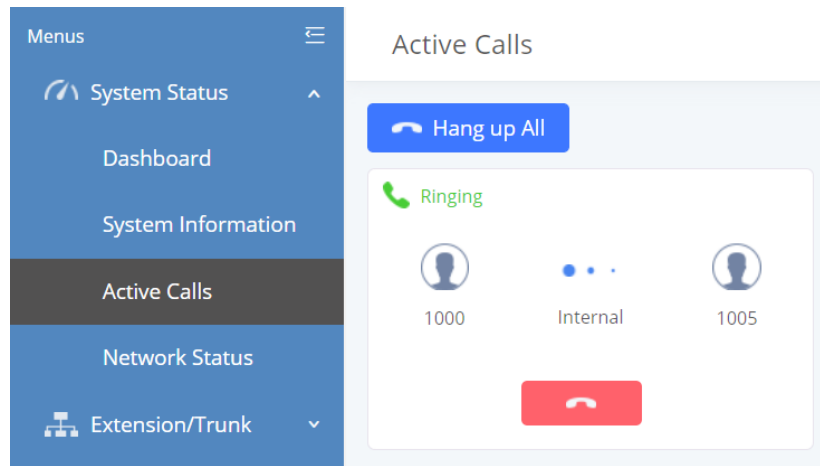 Menus
System Status
Dashboard
System Information
Active Calls
Network Status
Extension/Trunk
Active Calls
Hang up All
Ringing
1000 Internal 1005